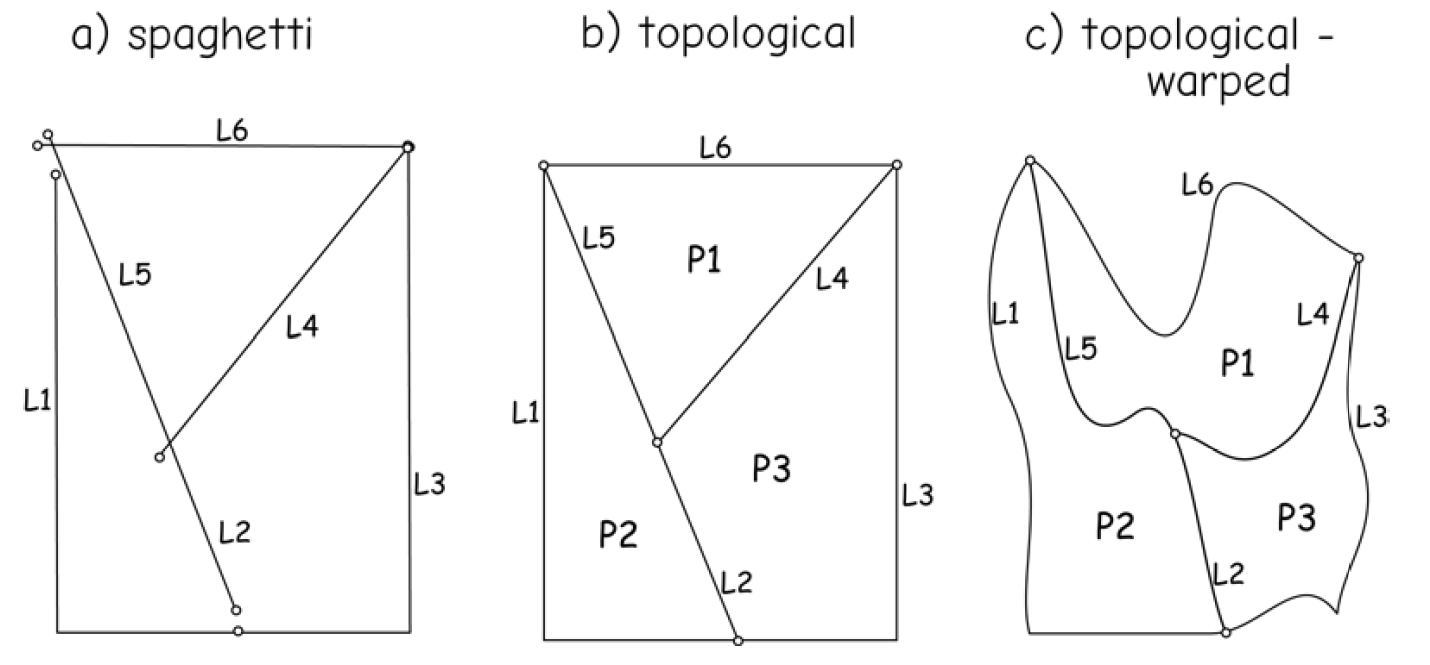 a) spaghetti
L6
L5
L4
L1
L3
L2
b) topological
L6
L5
P1
L4
L1
P3
L3
P2
L2
c) topological -
warped
L6
L1
L4
L5
P1
L3
P2
P3
L2